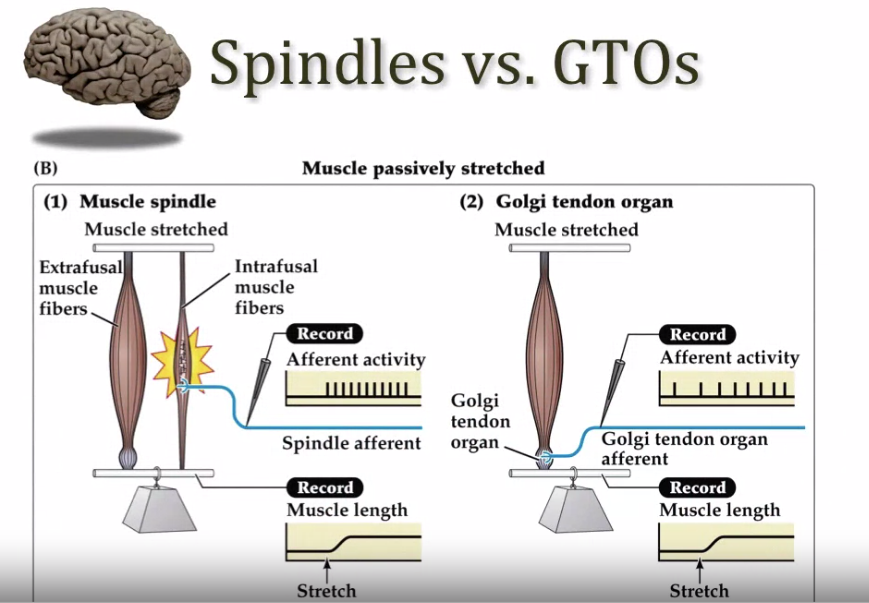 Spindles vs. GTOs
(B)
Muscle passively stretched
(1) Muscle spindle
Muscle stretched
Extrafusal
muscle
fibers
Intrafusal
muscle
fibers
Record
Afferent activity
Spindle afferent
Record
Muscle length
Stretch
(2) Golgi tendon organ
Muscle stretched
Record
Afferent activity
Golgi
tendon
organ
Golgi tendon organ
afferent
Record
Muscle length
Stretch